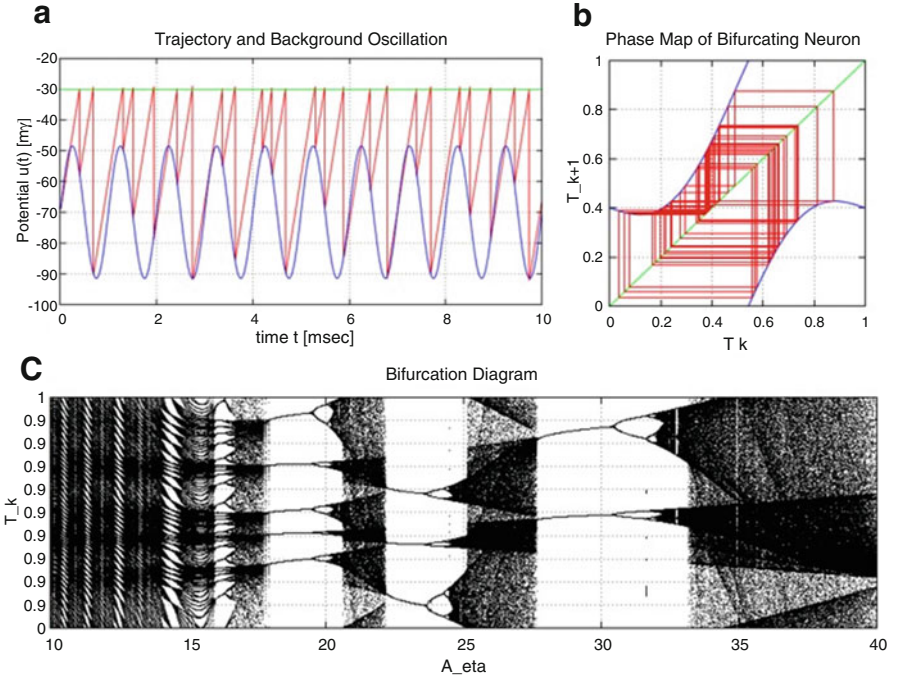 a
Trajectory and Background Oscillation
-20
-30
-40
-50
-60
-70
-80
-90
-100
Potential u(t) [mγ]
0 2 4 6 8 10
time t [msec]
b
Phase Map of Bifurcating Neuron
1
0.8
0.6
0.4
0.2
0
T_k+1
0 0.2 0.4 0.6 0.8 1
T k
C
Bifurcation Diagram
1
0.9
0.9
0.9
0.9
0.9
0.9
0.9
0.9
0.9
0
T_k
10 15 20 25 30 35 40
A_eta